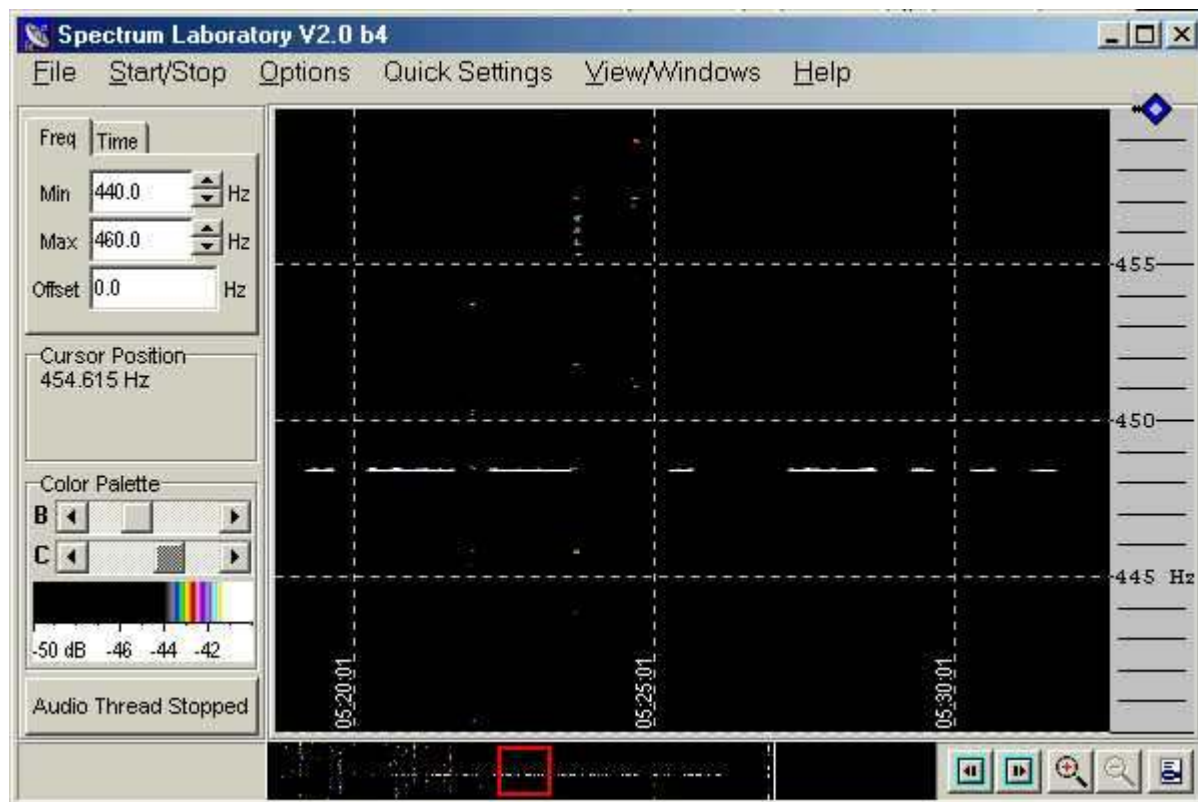 Spectrum Laboratory V2.0 b4
File Start/Stop Options Quick Settings View/Windows Help
Freq Time
Min 440.0 Hz
Max 460.0 Hz
Offset 0.0 Hz
Cursor Position
454.615 Hz
Color Palette
B
C
-50 dB -46 -44 -42
Audio Thread Stopped
455
450
445 Hz
05:20:01
05:25:01
05:30:01